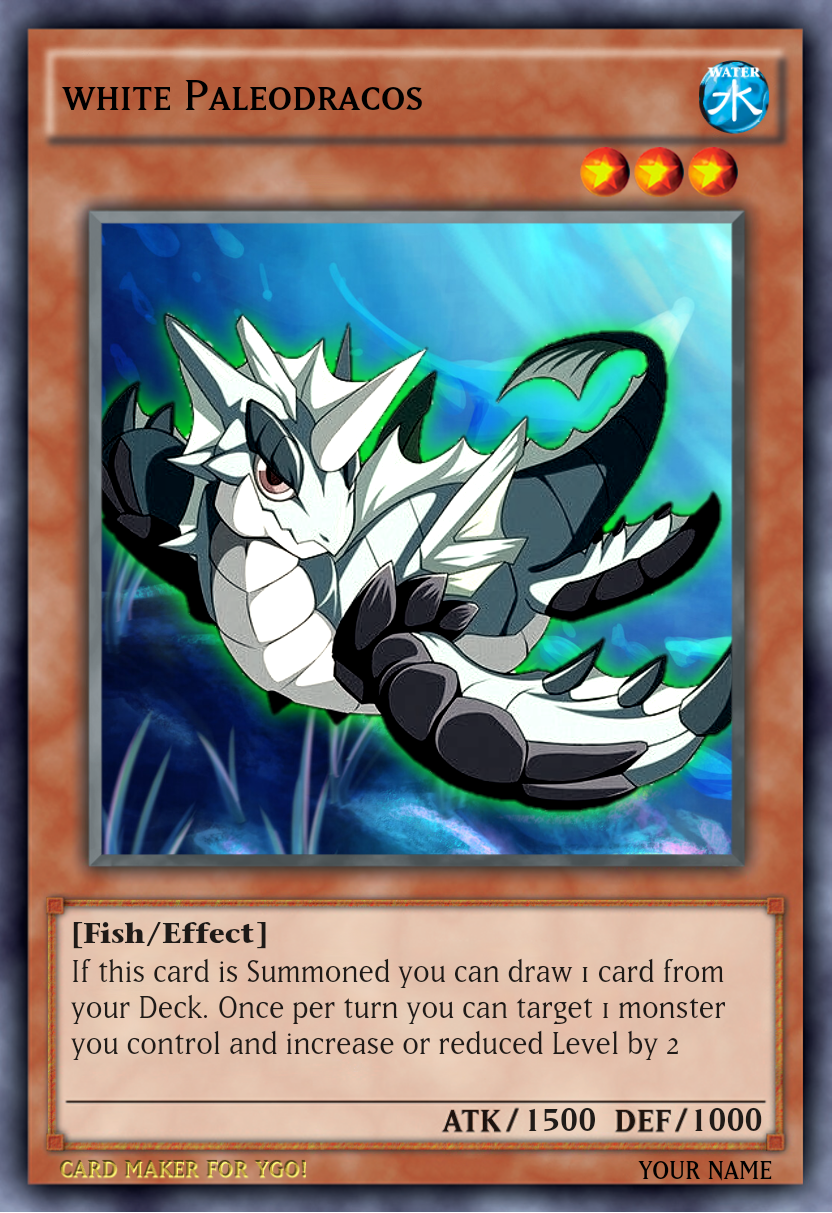 white Paleodracos
WATER
水
[Fish/Effect]
If this card is Summoned you can draw 1 card from
your Deck. Once per turn you can target 1 monster
you control and increase or reduced Level by 2
ATK/1500 DEF/1000
CARD MAKER FOR YGO!
YOUR NAME